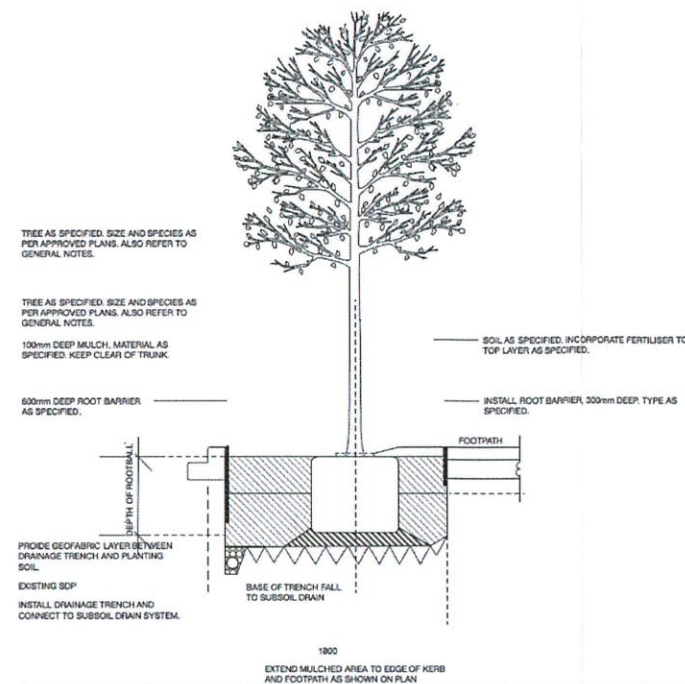 TREE AS SPECIFIED. SIZE AND SPECIES AS
PER APPROVED PLANS. ALSO REFER TO
GENERAL NOTES.
TREE AS SPECIFIED. SIZE AND SPECIES AS
PER APPROVED PLANS. ALSO REFER TO
GENERAL NOTES.
100mm DEEP MULCH. MATERIAL AS
SPECIFIED. KEEP CLEAR OF TRUNK.
SOIL AS SPECIFIED. INCORPORATE FERTILISER TO
TOP LAYER AS SPECIFIED.
600mm DEEP ROOT BARRIER
AS SPECIFIED.
INSTALL ROOT BARRIER, 300mm DEEP. TYPE AS
SPECIFIED.
FOOTPATH
DEPTH OF ROOTBALL
PROIDE GEOFABRIC LAYER BETWEEN
DRAINAGE TRENCH AND PLANTING
SOIL
EXISTING SDP
INSTALL DRAINAGE TRENCH AND
CONNECT TO SUBSOIL DRAIN SYSTEM.
BASE OF TRENCH FALL
TO SUBSOIL DRAIN
1800
EXTEND MULCHED AREA TO EDGE OF KERB
AND FOOTPATH AS SHOWN ON PLAN